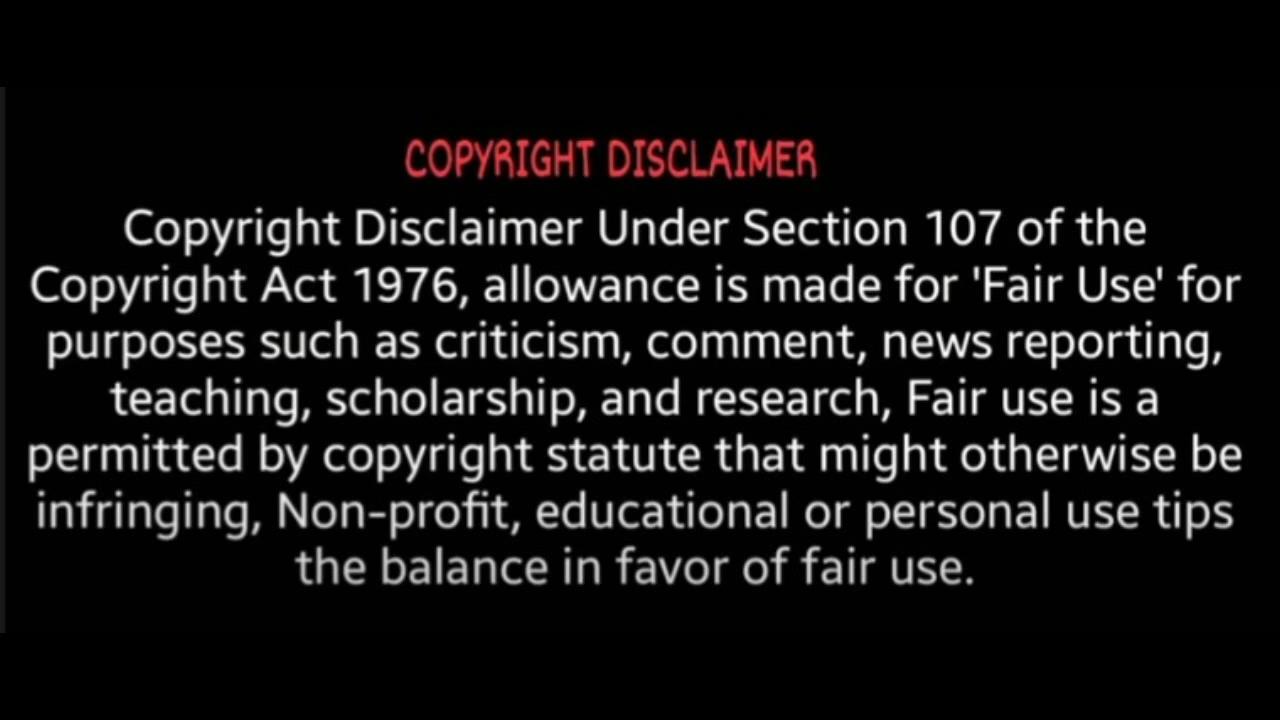 COPYRIGHT DISCLAIMER
Copyright Disclaimer Under Section 107 of the
Copyright Act 1976, allowance is made for 'Fair Use' for
purposes such as criticism, comment, news reporting,
teaching, scholarship, and research, Fair use is a
permitted by copyright statute that might otherwise be
infringing, Non-profit, educational or personal use tips
the balance in favor of fair use.